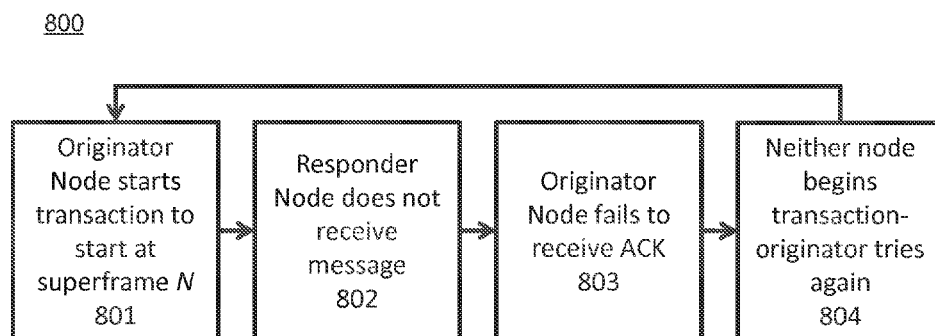 800
Originator
Node starts
transaction to
start at
superframe N
801
Responder
Node does not
receive
message
802
Originator
Node fails to
receive ACK
803
Neither node
begins
transaction-
originator tries
again
804